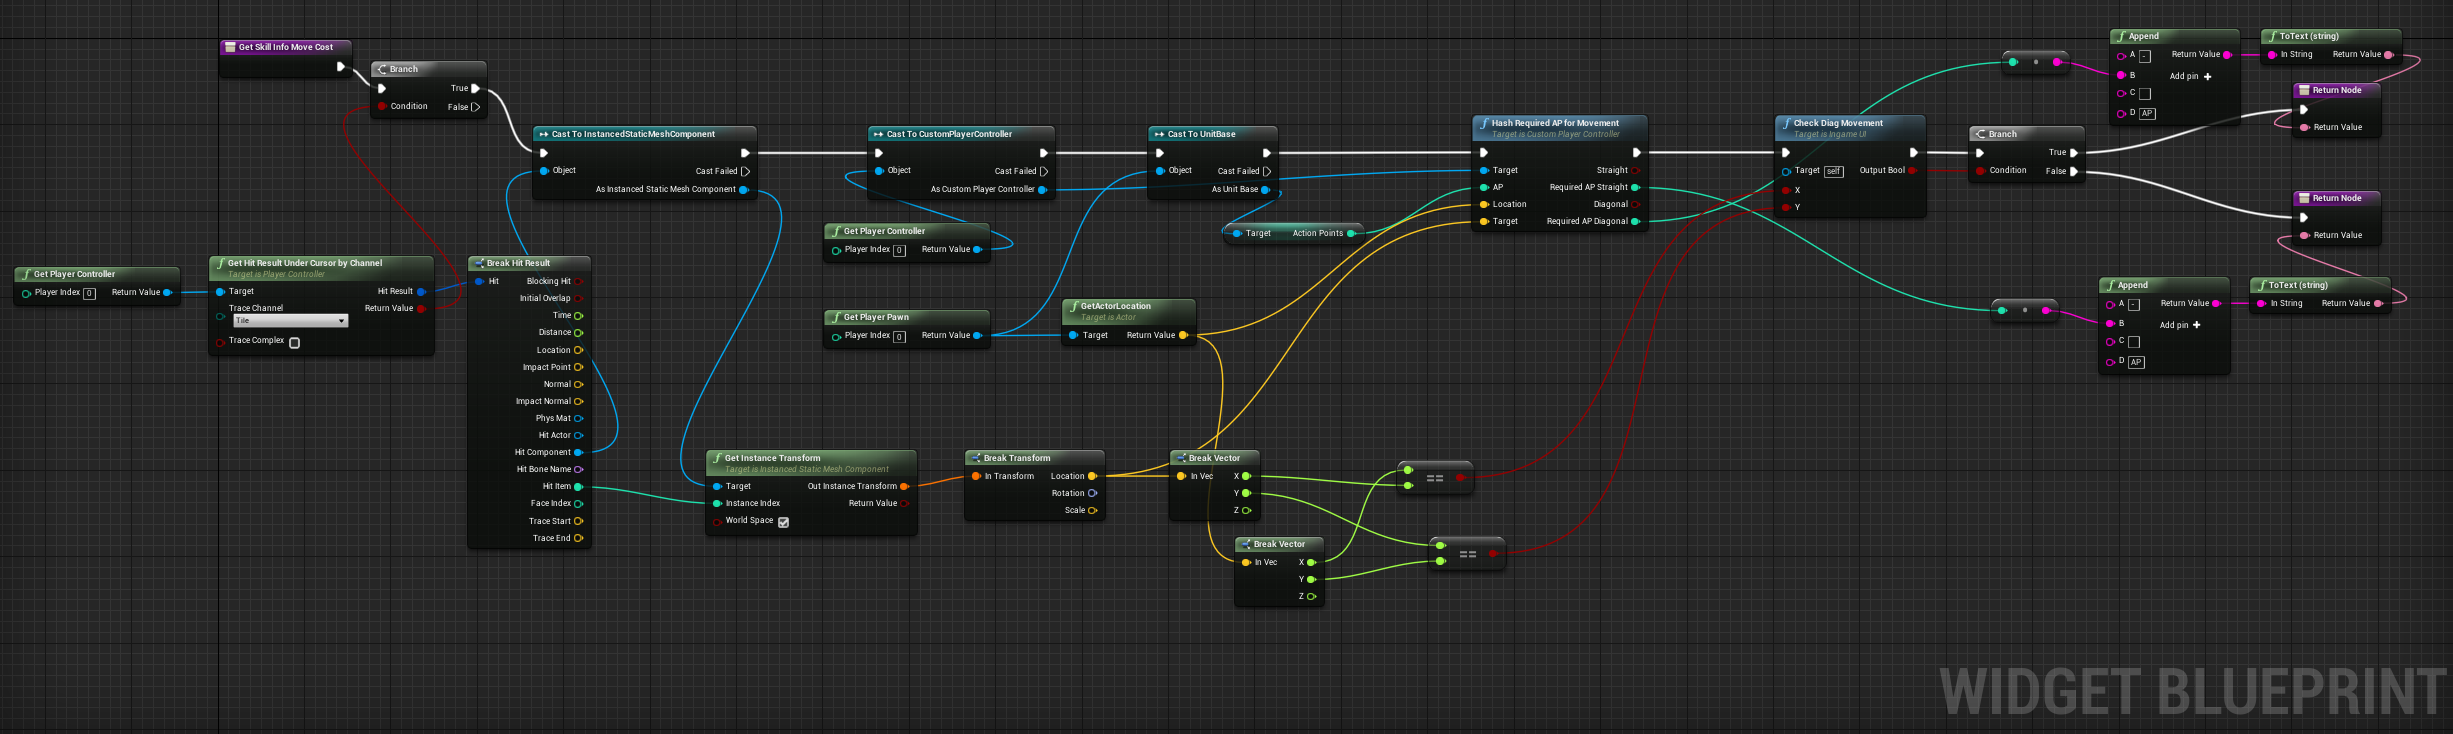 Get Skill Info Move Cost
Branch
True
Condition
False
Cast To InstancedStaticMeshComponent
Object
Cast Failed
As Instanced Static Mesh Component
Cast To CustomPlayerController
Object
Cast Failed
As Custom Player Controller
Cast To UnitBase
Object
Cast Failed
As Unit Base
Target
Action Points
Hash Required AP for Movement
Target is Custom Player Controller
Target
Straight
AP
Required AP Straight
Location
Diagonal
Target
Required AP Diagonal
Check Diag Movement
Target is Ingame UI
Target self
Output Bool
X
Y
Branch
True
Condition
False
Append
A -
Return Value
B
Add pin +
C
D AP
ToText (string)
In String
Return Value
Return Node
Return Value
Return Node
Return Value
Append
A -
Return Value
B
Add pin +
C
D AP
ToText (string)
In String
Return Value
Get Player Controller
Player Index 0
Return Value
Get Player Pawn
Player Index 0
Return Value
GetActorLocation
Target is Actor
Target
Return Value
Get Player Controller
Player Index 0
Return Value
Get Hit Result Under Cursor by Channel
Target is Player Controller
Target
Hit Result
Trace Channel
Return Value
Tile
Trace Complex
Break Hit Result
Hit
Blocking Hit
Initial Overlap
Time
Distance
Location
Impact Point
Normal
Impact Normal
Phys Mat
Hit Actor
Hit Component
Hit Bone Name
Hit Item
Face Index
Trace Start
Trace End
Get Instance Transform
Target is Instanced Static Mesh Component
Target
Out Instance Transform
Instance Index
Return Value
World Space
Break Transform
In Transform
Location
Rotation
Scale
Break Vector
In Vec
X
Y
Z
Break Vector
In Vec
X
Y
Z
==
==
WIDGET BLUEPRINT